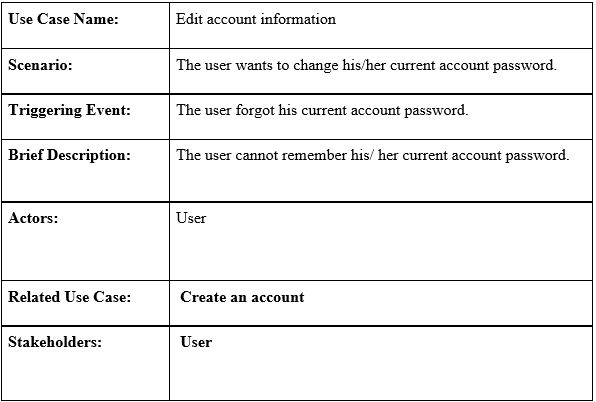 Use Case Name: Edit account information
Scenario: The user wants to change his/her current account password.
Triggering Event: The user forgot his current account password.
Brief Description: The user cannot remember his/ her current account password.
Actors: User
Related Use Case: Create an account
Stakeholders: User